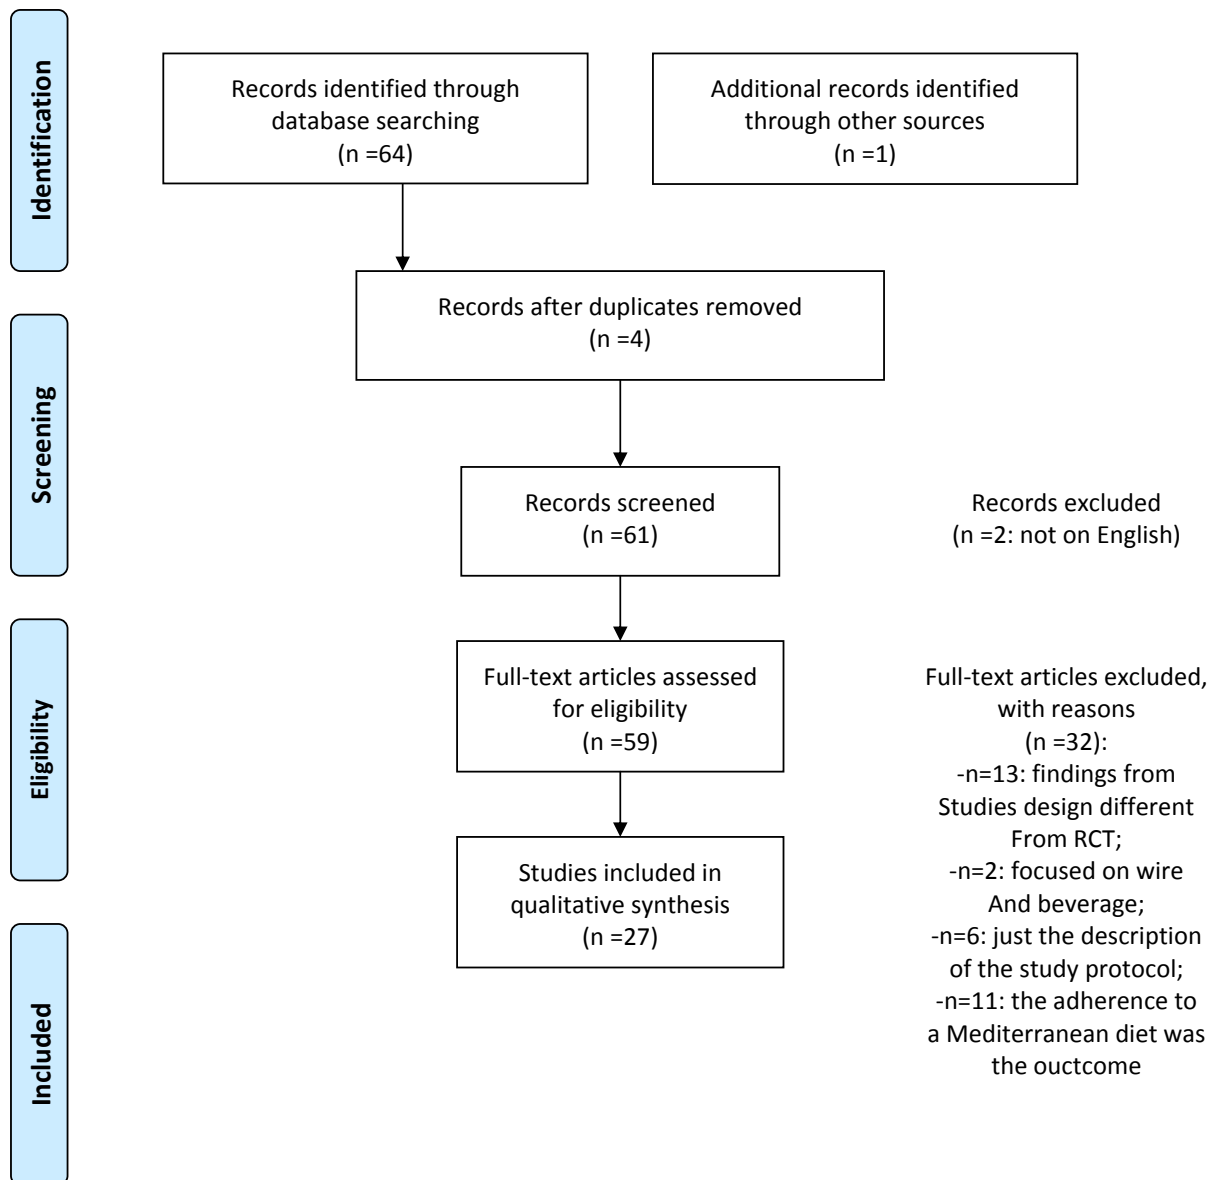 Identification
Records identified through
database searching
(n =64)
Additional records identified
through other sources
(n =1)
Records after duplicates removed
(n =4)
Screening
Records screened
(n =61)
Records excluded
(n =2: not on English)
Eligibility
Full-text articles assessed
for eligibility
(n =59)
Full-text articles excluded,
with reasons
(n =32):
-n=13: findings from
Studies design different
From RCT;
-n=2: focused on wire
And beverage;
-n=6: just the description
of the study protocol;
-n=11: the adherence to
a Mediterranean diet was
the ouctcome
Included
Studies included in
qualitative synthesis
(n =27)